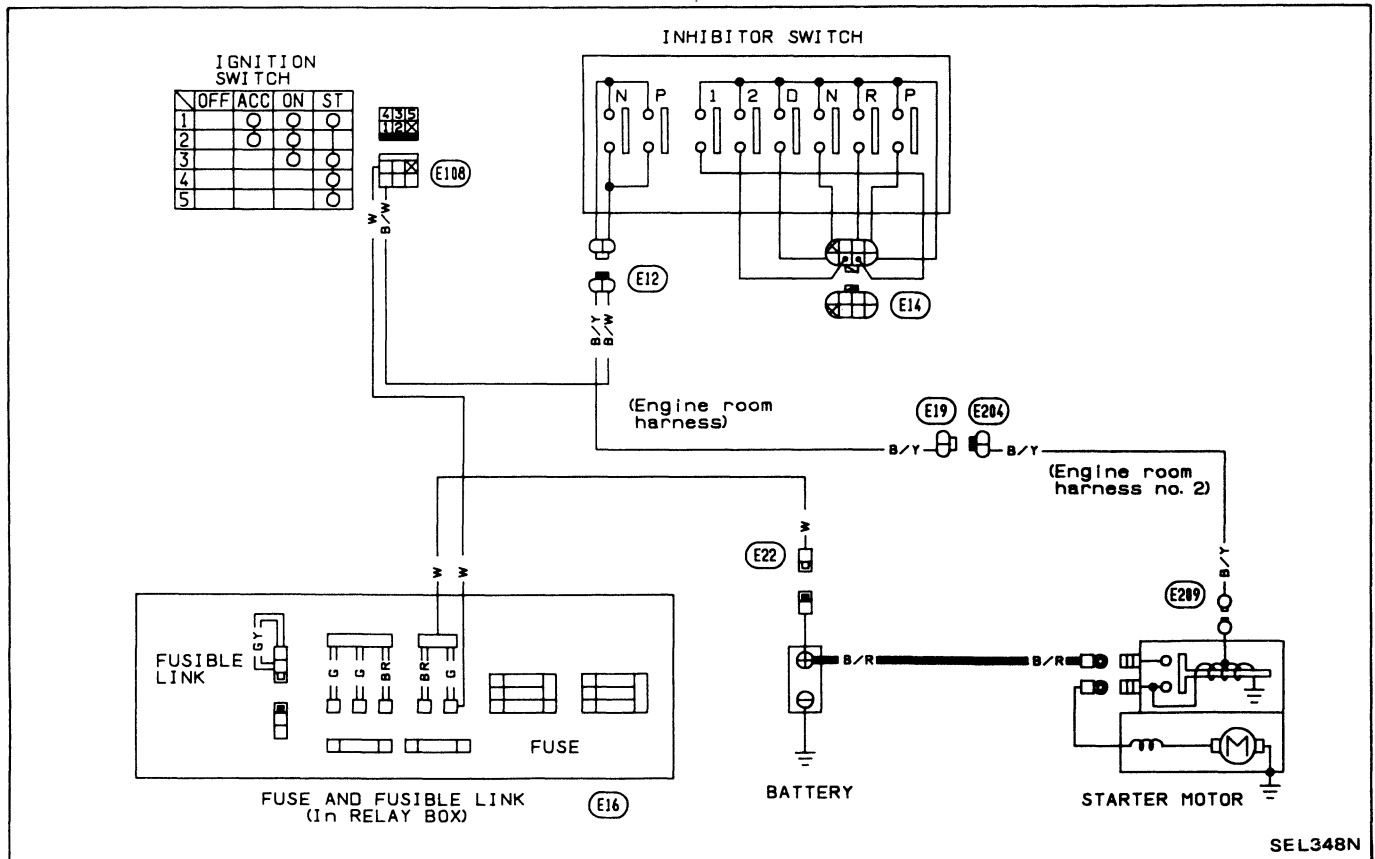 INHIBITOR SWITCH
IGNITION
SWITCH
OFF ACC ON ST
1
2
3
4
5
4 3 5
1 2
E108
W
B/W
N P 1 2 D N R P
E12
E14
B/Y
B/W
(Engine room
harness)
E19 E204
B/Y
B/Y
(Engine room
harness no. 2)
W
E22
W
W
B/Y
E209
FUSIBLE
LINK
GY
G
G
BR
BR
G
FUSE
B/R
B/R
M
FUSE AND FUSIBLE LINK
(In RELAY BOX)
E16
BATTERY
STARTER MOTOR
SEL348N